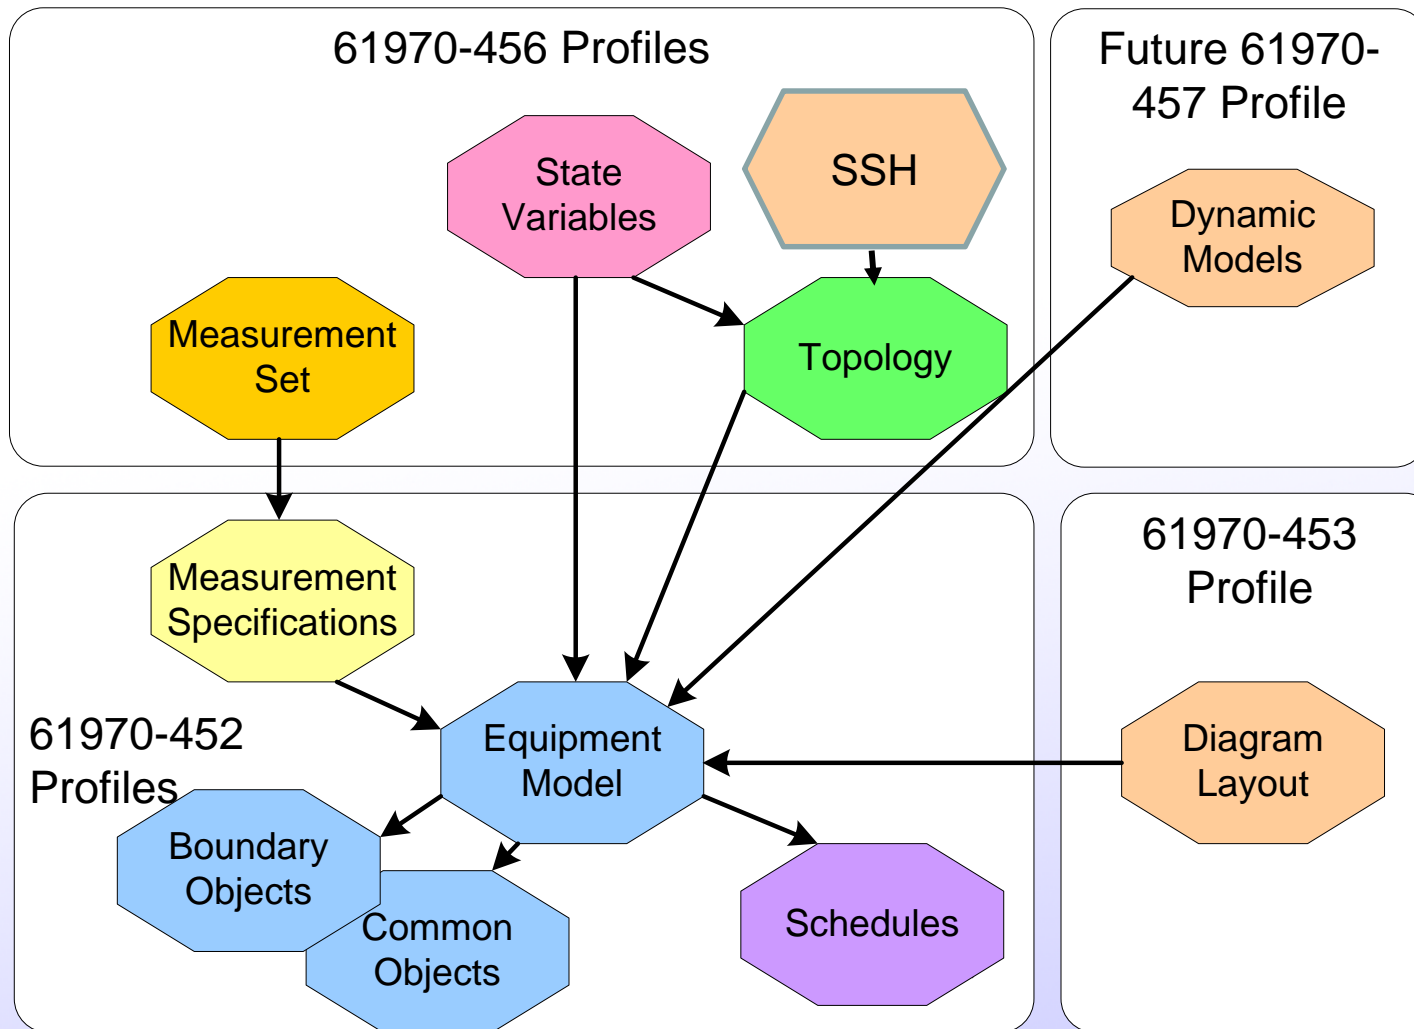 61970-456 Profiles
State
Variables
SSH
Measurement
Set
Topology
Future 61970-
457 Profile
Dynamic
Models
Measurement
Specifications
61970-452
Profiles
Equipment
Model
Boundary
Objects
Common
Objects
Schedules
61970-453
Profile
Diagram
Layout